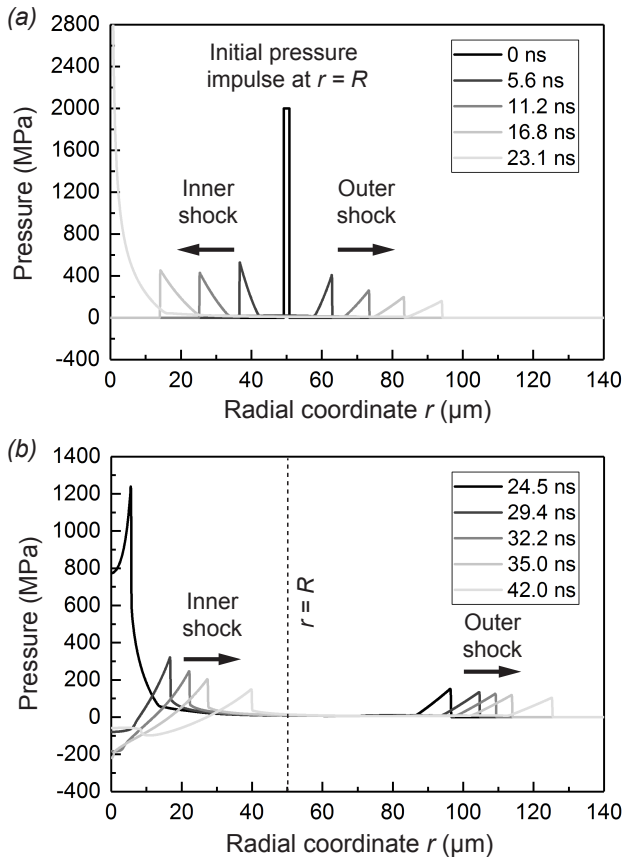 (a)
2800
2400
2000
1600
1200
800
400
0
-400
Pressure (MPa)
Initial pressure
impulse at r = R
Inner
shock
Outer
shock
0 ns
5.6 ns
11.2 ns
16.8 ns
23.1 ns
0 20 40 60 80 100 120 140
Radial coordinate r (μm)
(b)
1400
1200
1000
800
600
400
200
0
-200
-400
Pressure (MPa)
Inner
shock
r = R
Outer
shock
24.5 ns
29.4 ns
32.2 ns
35.0 ns
42.0 ns
0 20 40 60 80 100 120 140
Radial coordinate r (μm)